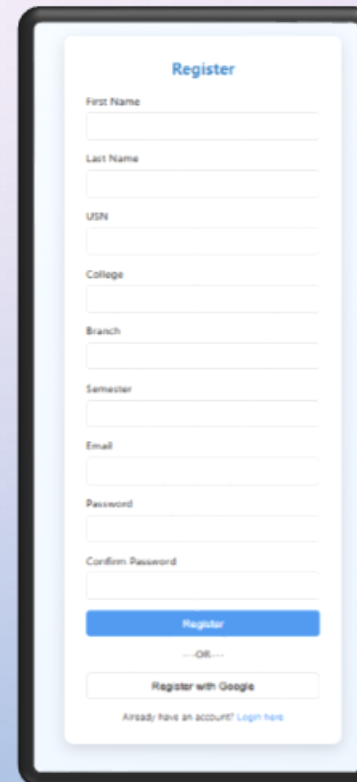 Register
First Name
Last Name
USN
College
Branch
Semester
Email
Password
Confirm Password
Register
----OR----
Register with Google
Already have an account? Login here